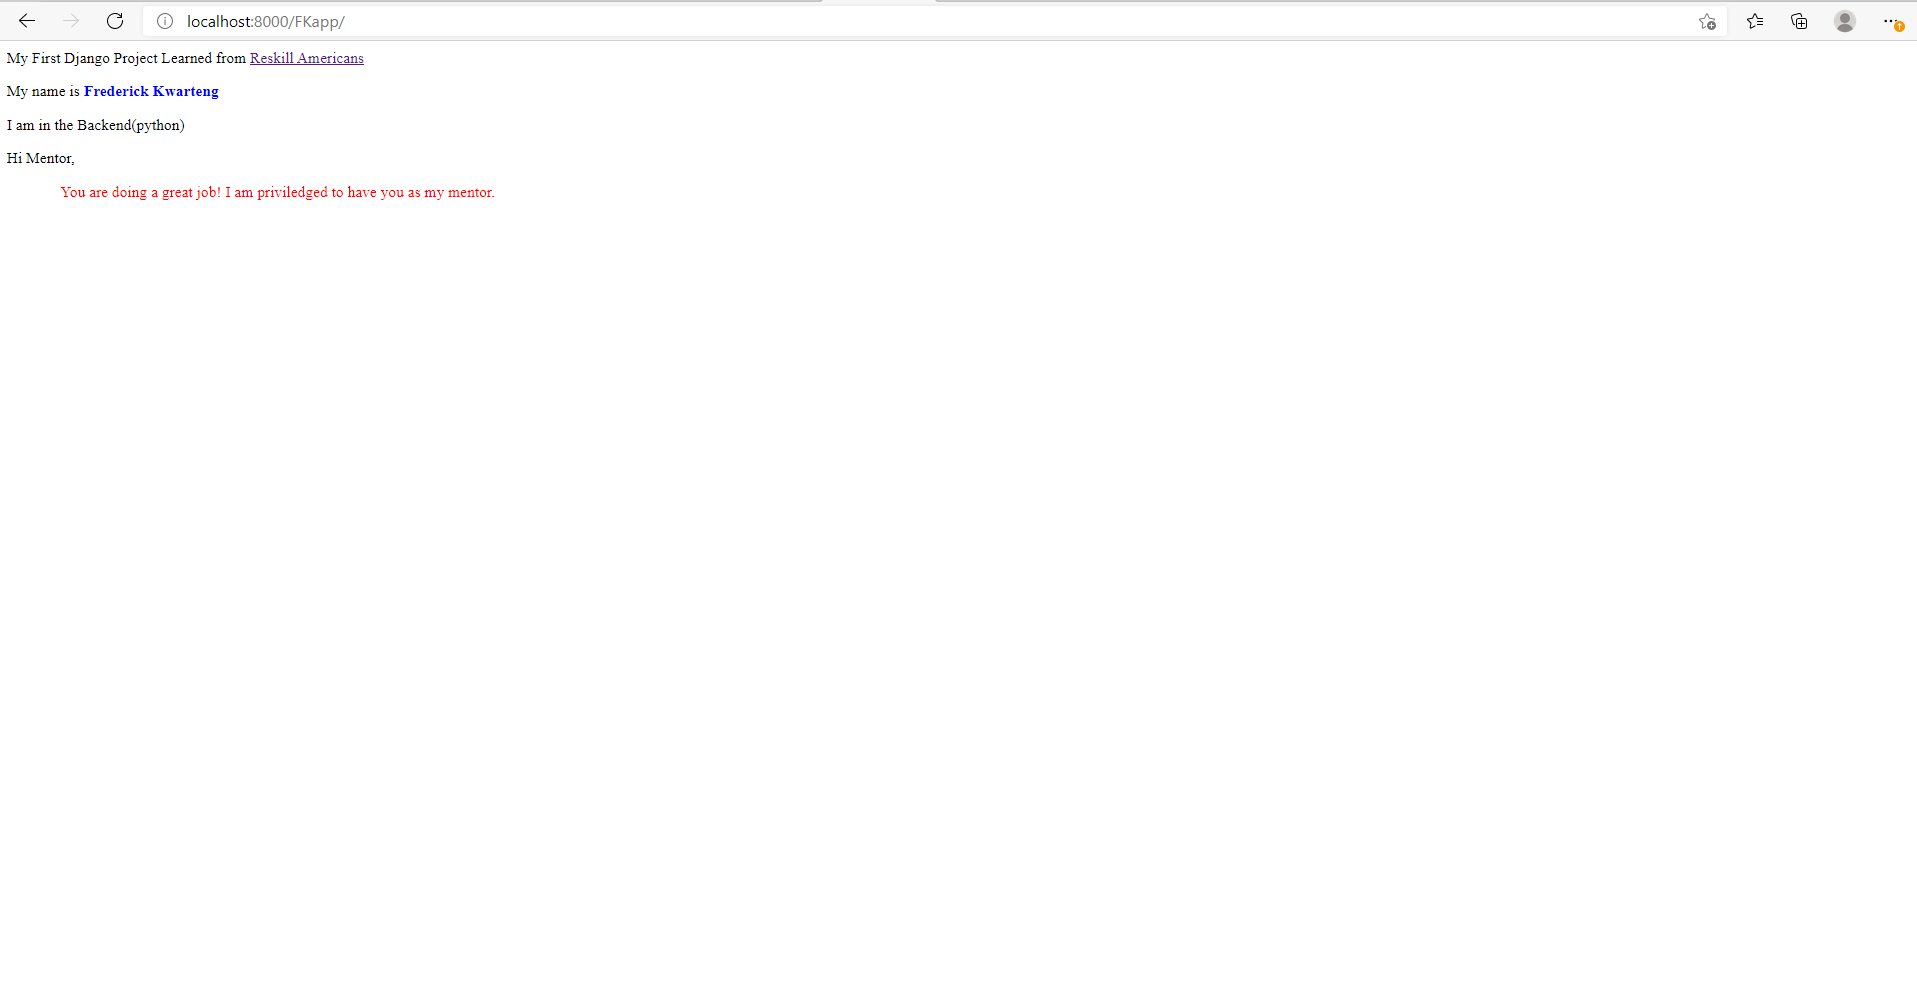 localhost:8000/FKapp/
My First Django Project Learned from Reskill Americans
My name is Frederick Kwarteng
I am in the Backend(python)
Hi Mentor,
You are doing a great job! I am priviledged to have you as my mentor.